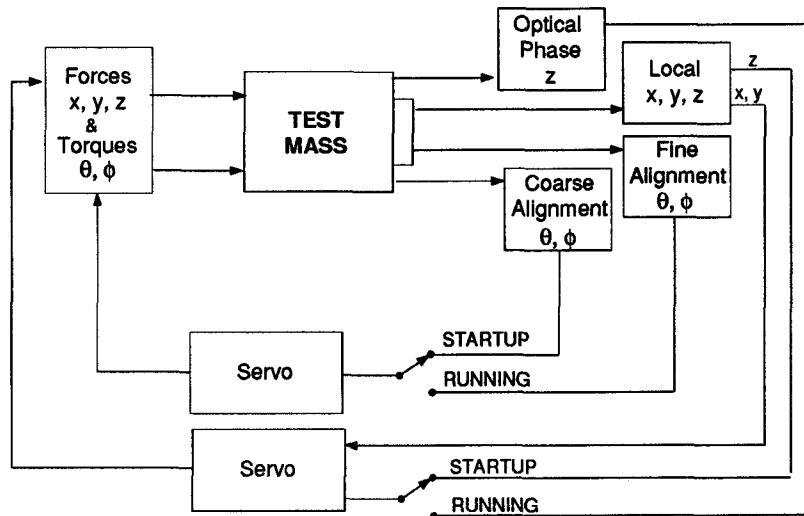 Optical
Phase
z
Forces
x, y, z
&
Torques
θ, ϕ
TEST
MASS
Local
x, y, z
z
x, y
Fine
Alignment
θ, ϕ
Coarse
Alignment
θ, ϕ
Servo
STARTUP
RUNNING
Servo
STARTUP
RUNNING